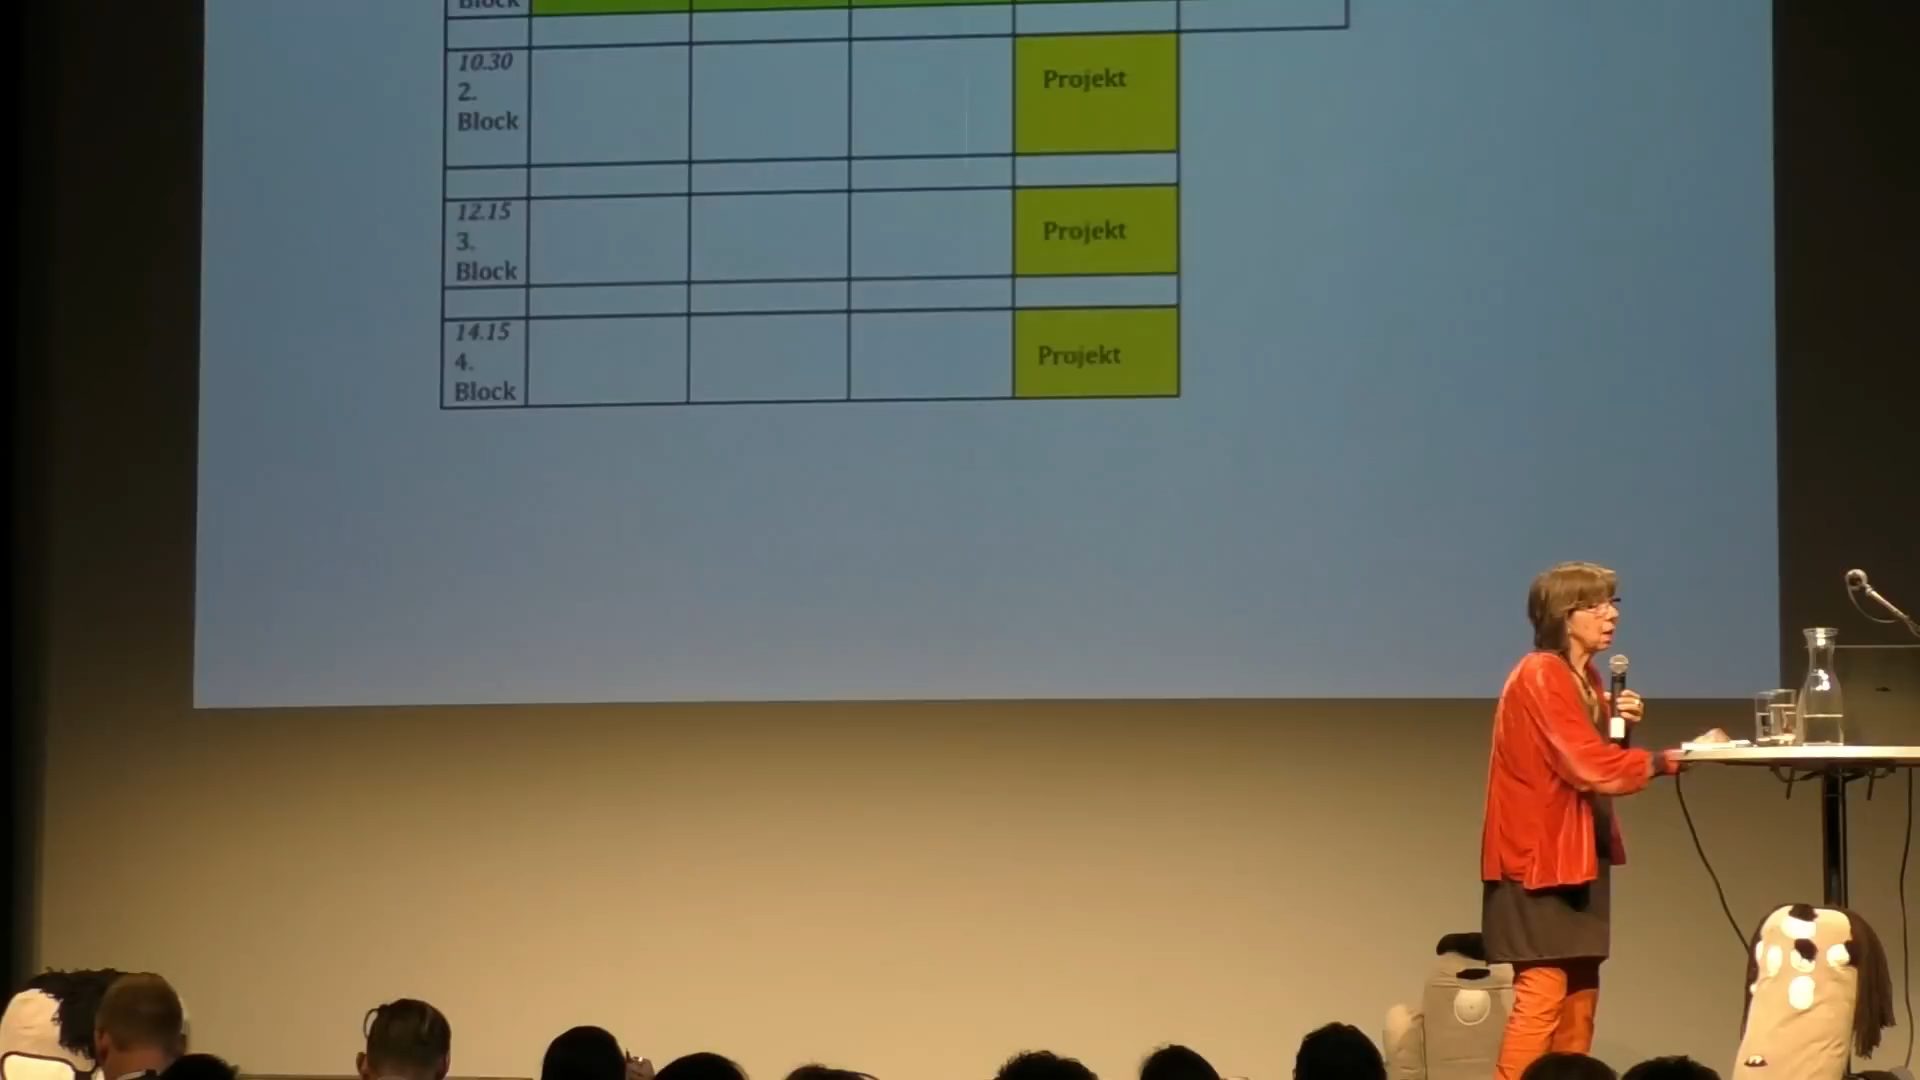 Block
10.30
2.
Block
Projekt
12.15
3.
Block
Projekt
14.15
4.
Block
Projekt